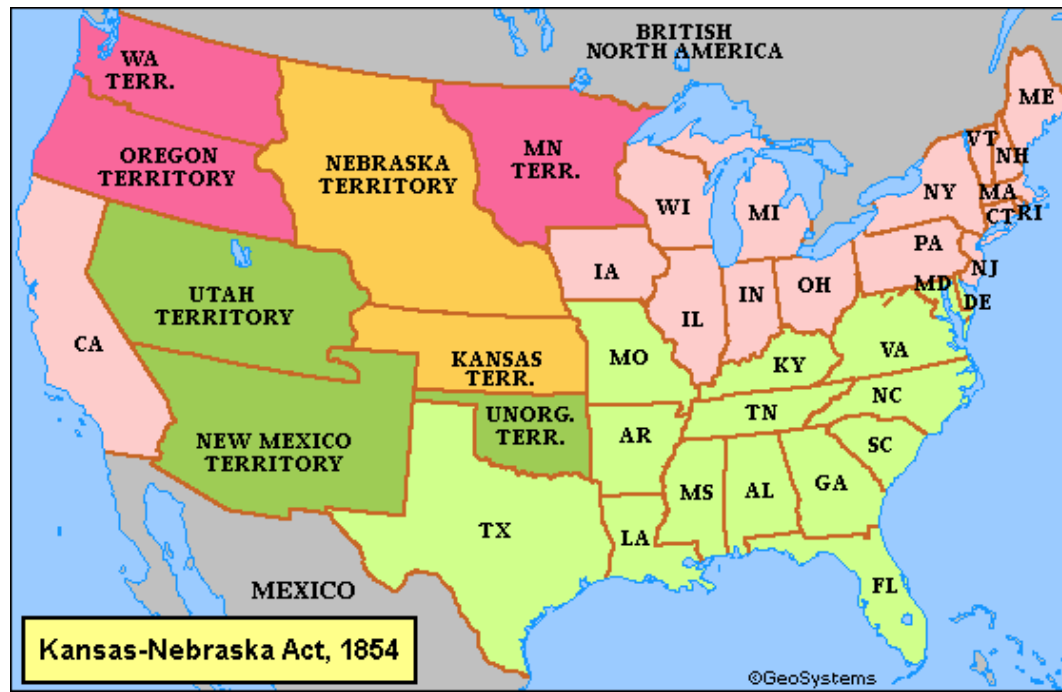 BRITISH
NORTH AMERICA
WA
TERR.
ME
VT
NH
OREGON
TERRITORY
NEBRASKA
TERRITORY
MN
TERR.
NY
MA
CT
RI
WI
MI
PA
NJ
MD
DE
IA
IL
IN
OH
UTAH
TERRITORY
CA
KANSAS
TERR.
MO
KY
VA
NC
TN
UNORG.
TERR.
AR
SC
NEW MEXICO
TERRITORY
MS
AL
GA
TX
LA
FL
MEXICO
Kansas-Nebraska Act, 1854
©GeoSystems